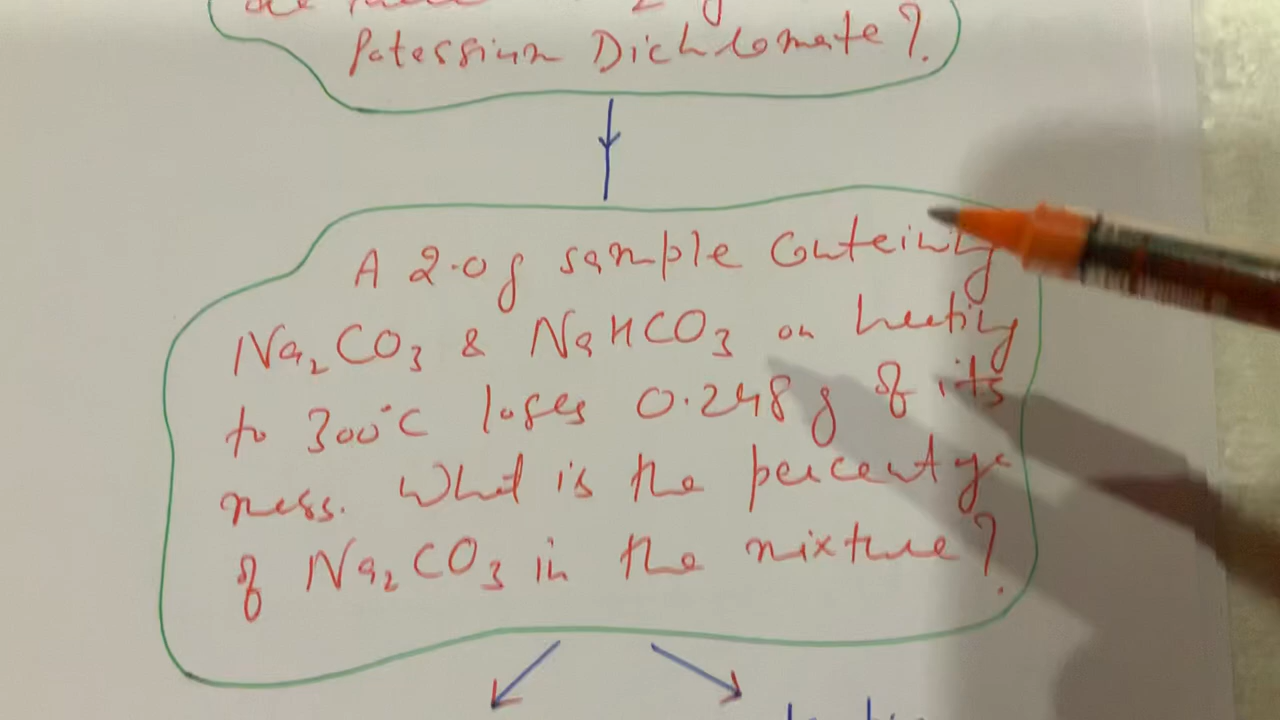 Potassium Dichromate?
A 2.0g sample containing
Na₂CO₃ & NaHCO₃ on heating
to 300°C loses 0.248 g of its
mass. What is the percentage
of Na₂CO₃ in the mixture?